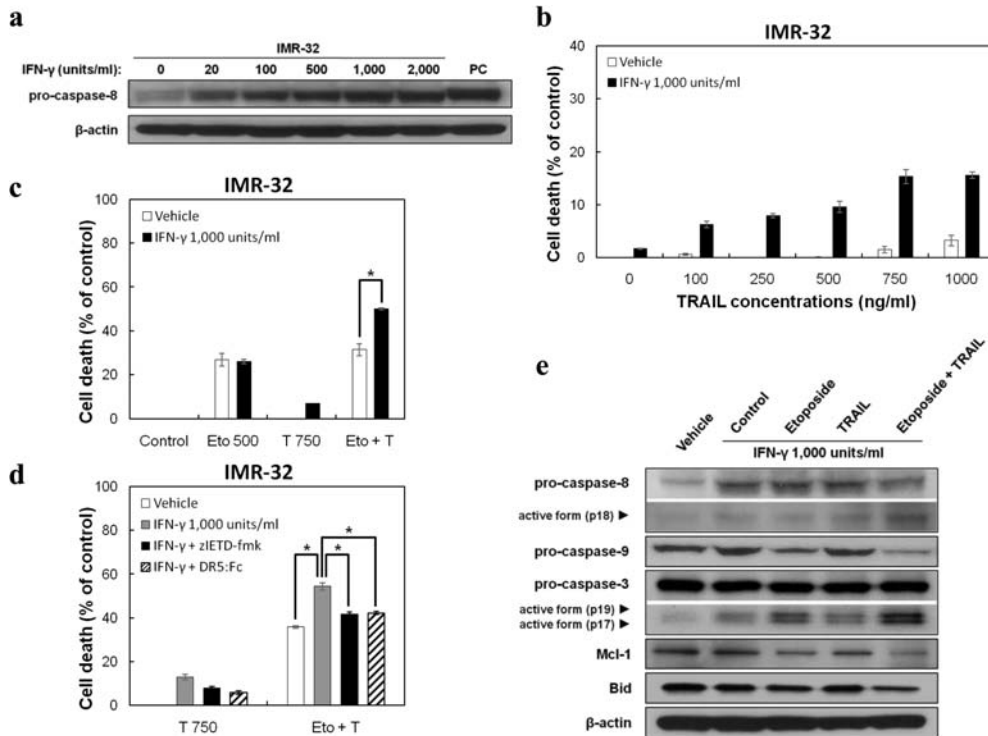 a
IMR-32
IFN-γ (units/ml): 0 20 100 500 1,000 2,000 PC
pro-caspase-8
β-actin
b
IMR-32
Vehicle
IFN-γ 1,000 units/ml
Cell death (% of control)
40
30
20
10
0
0 100 250 500 750 1000
TRAIL concentrations (ng/ml)
c
IMR-32
Vehicle
IFN-γ 1,000 units/ml
*
Cell death (% of control)
100
80
60
40
20
0
Control Eto 500 T 750 Eto + T
d
IMR-32
Vehicle
IFN-γ 1,000 units/ml
IFN-γ + zIETD-fmk
IFN-γ + DR5:Fc
* * *
Cell death (% of control)
100
80
60
40
20
0
T 750 Eto + T
e
Vehicle Control Etoposide TRAIL Etoposide + TRAIL
IFN-γ 1,000 units/ml
pro-caspase-8
active form (p18) ►
pro-caspase-9
pro-caspase-3
active form (p19) ►
active form (p17) ►
Mcl-1
Bid
β-actin